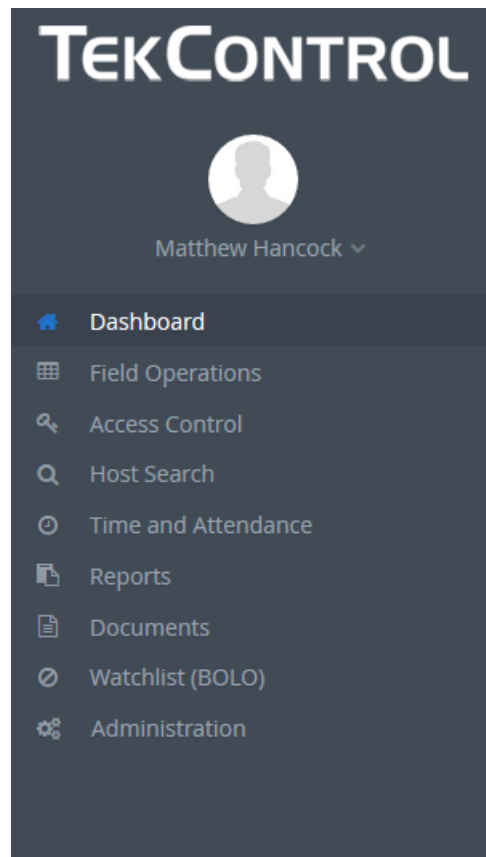 TEKCONTROL
Matthew Hancock
Dashboard
Field Operations
Access Control
Host Search
Time and Attendance
Reports
Documents
Watchlist (BOLO)
Administration